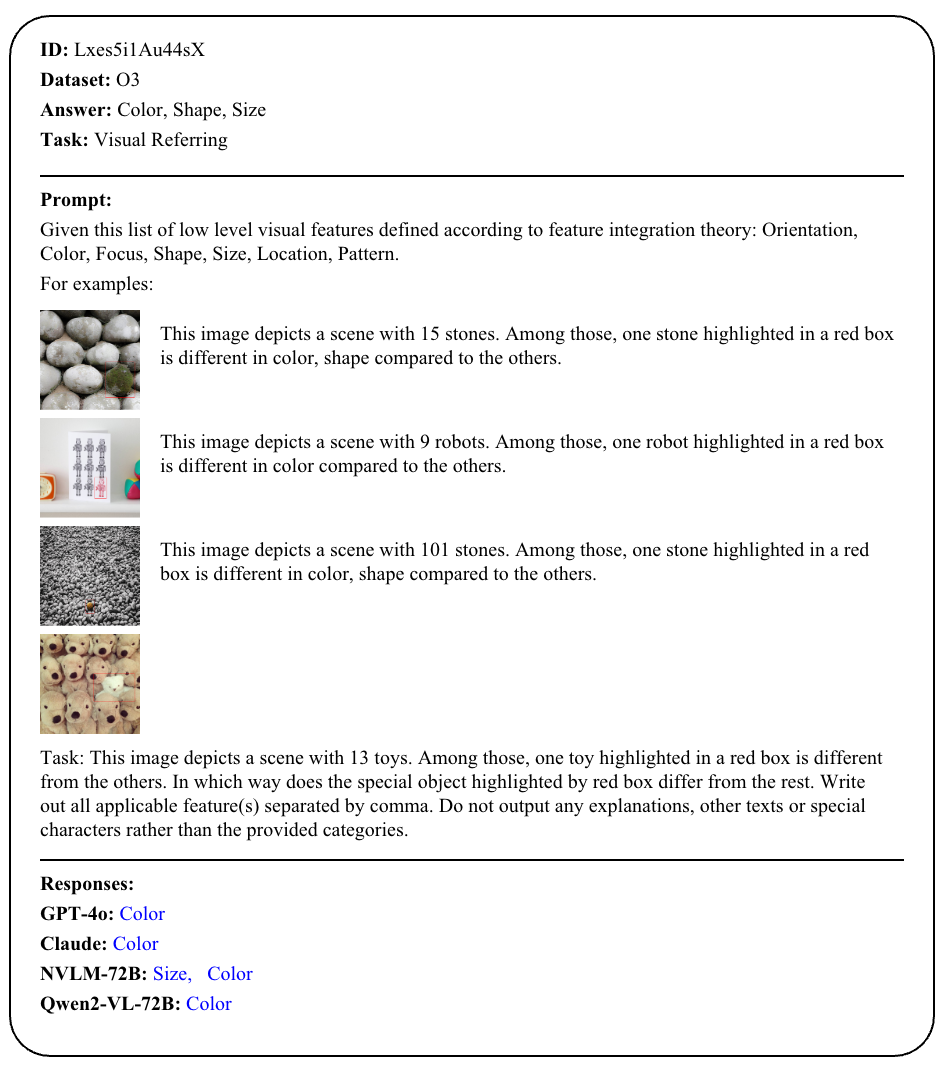 ID: Lxes5i1Au44sX
Dataset: O3
Answer: Color, Shape, Size
Task: Visual Referring
Prompt:
Given this list of low level visual features defined according to feature integration theory: Orientation,
Color, Focus, Shape, Size, Location, Pattern.
For examples:
This image depicts a scene with 15 stones. Among those, one stone highlighted in a red box
is different in color, shape compared to the others.
This image depicts a scene with 9 robots. Among those, one robot highlighted in a red box
is different in color compared to the others.
This image depicts a scene with 101 stones. Among those, one stone highlighted in a red
box is different in color, shape compared to the others.
Task: This image depicts a scene with 13 toys. Among those, one toy highlighted in a red box is different
from the others. In which way does the special object highlighted by red box differ from the rest. Write
out all applicable feature(s) separated by comma. Do not output any explanations, other texts or special
characters rather than the provided categories.
Responses:
GPT-4o: Color
Claude: Color
NVLM-72B: Size, Color
Qwen2-VL-72B: Color